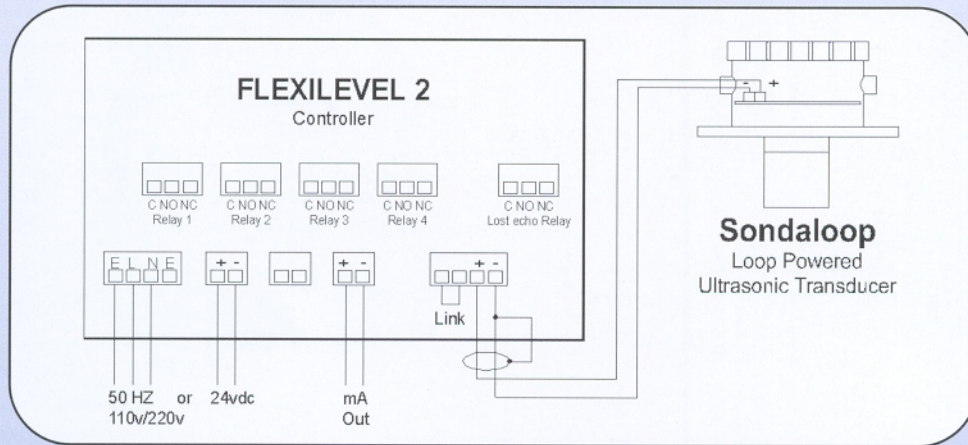 FLEXILEVEL 2
Controller
- +
C NO NC C NO NC C NO NC C NO NC C NO NC
Relay 1 Relay 2 Relay 3 Relay 4 Lost echo Relay
Sondaloop
Loop Powered
Ultrasonic Transducer
E L N E + - + - + -
Link
50 HZ or 24vdc mA
110v/220v Out